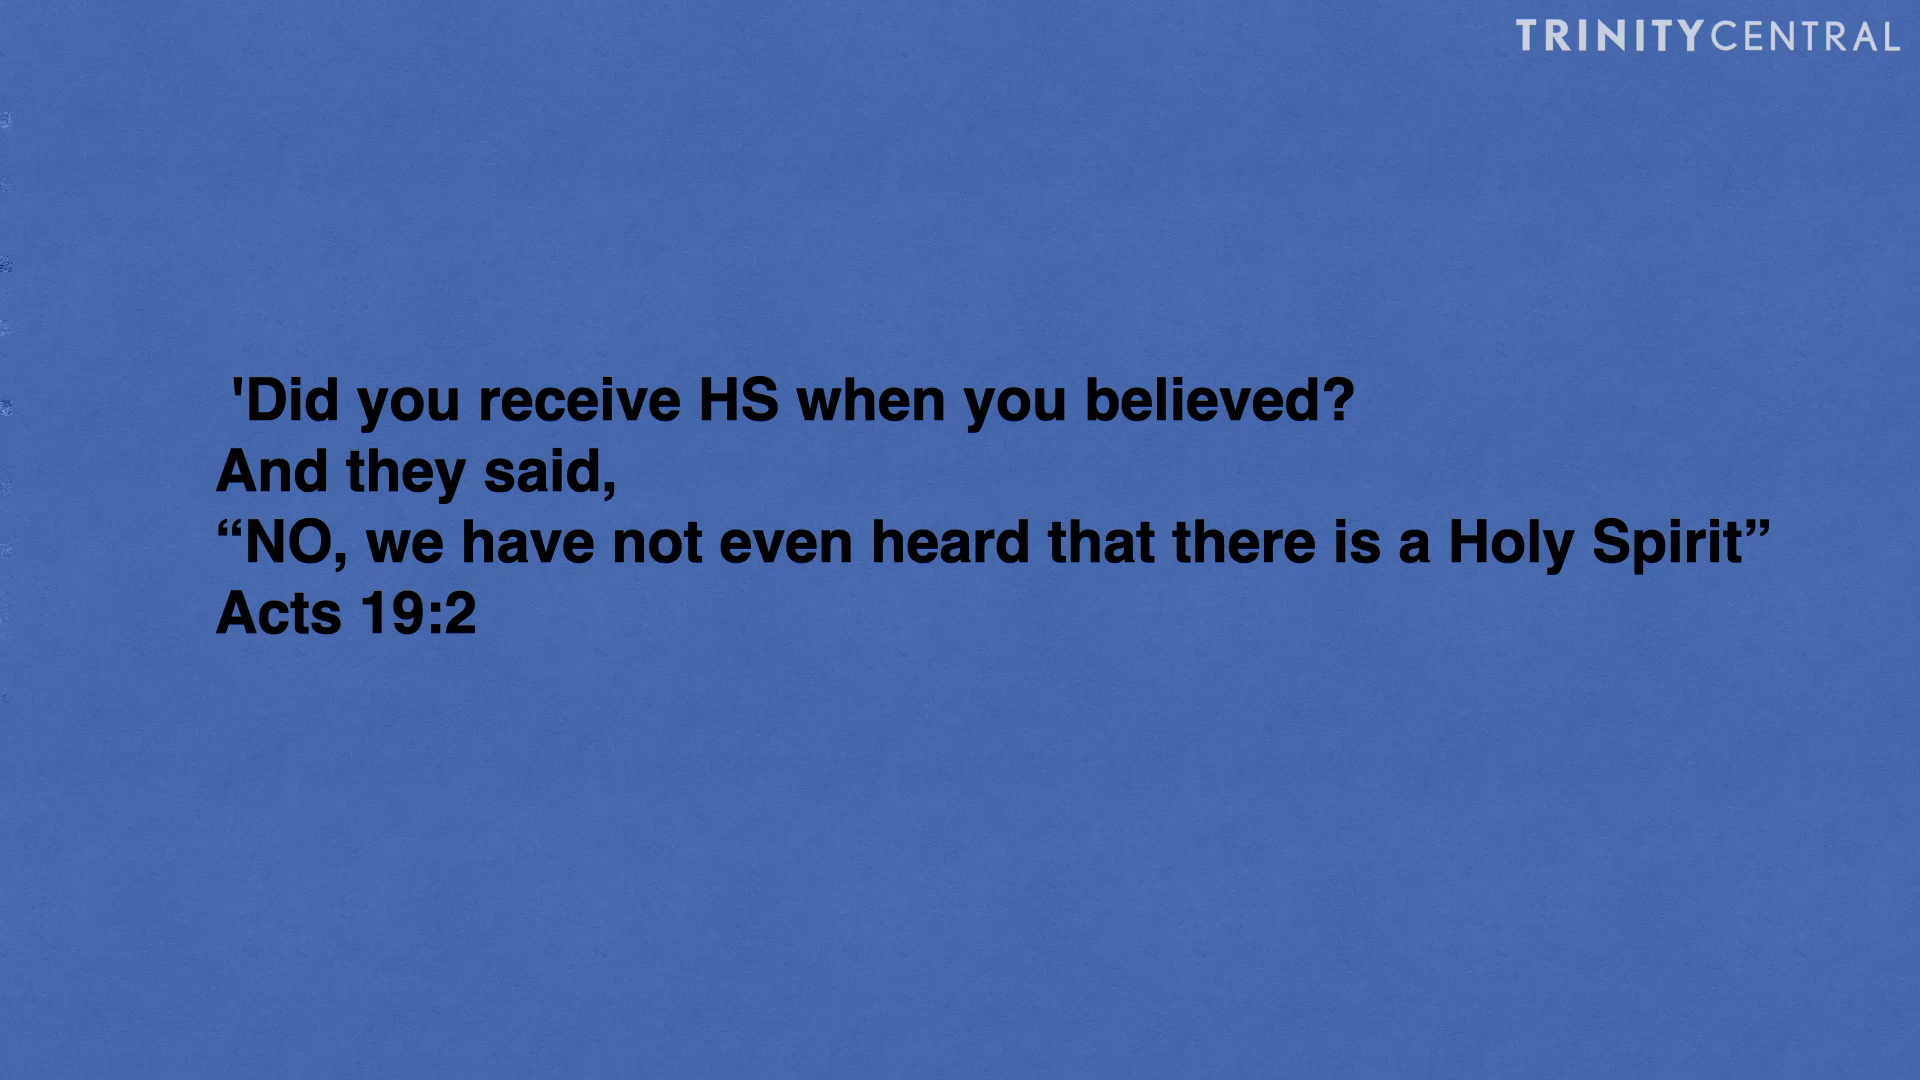 TRINITYCENTRAL
'Did you receive HS when you believed?
And they said,
“NO, we have not even heard that there is a Holy Spirit”
Acts 19:2